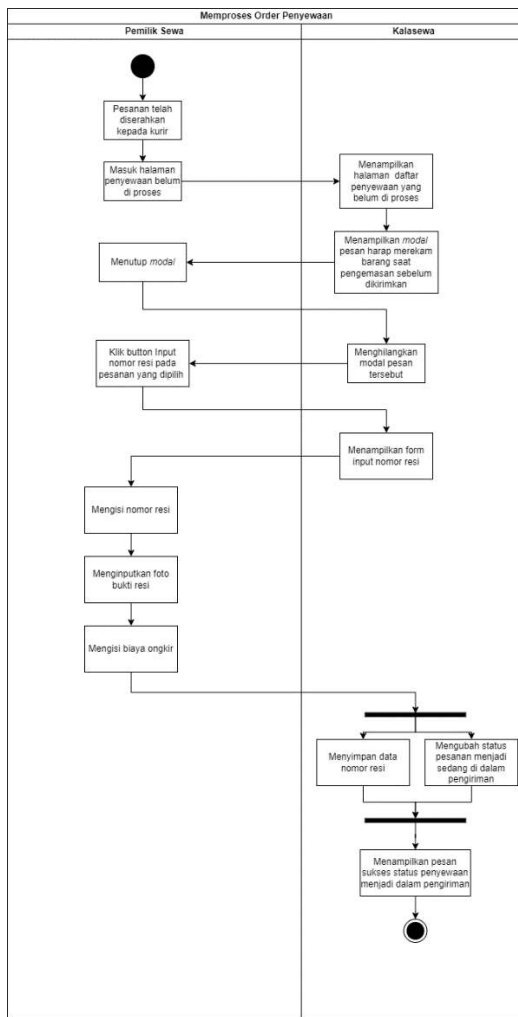 Memproses Order Penyewaan
Pemilik Sewa
Kalasewa
Pesanan telah
diserahkan
kepada kurir
Masuk halaman
penyewaan belum
di proses
Menampilkan
halaman daftar
penyewaan yang
belum di proses
Menampilkan modal
pesan harap merekam
barang saat
pengemasan sebelum
dikirimkan
Menutup modal
Menghilangkan
modal pesan
tersebut
Klik button Input
nomor resi pada
pesanan yang dipilih
Menampilkan form
input nomor resi
Mengisi nomor resi
Menginputkan foto
bukti resi
Mengisi biaya ongkir
Menyimpan data
nomor resi
Mengubah status
pesanan menjadi
sedang di dalam
pengiriman
Menampilkan pesan
sukses status penyewaan
menjadi dalam pengiriman